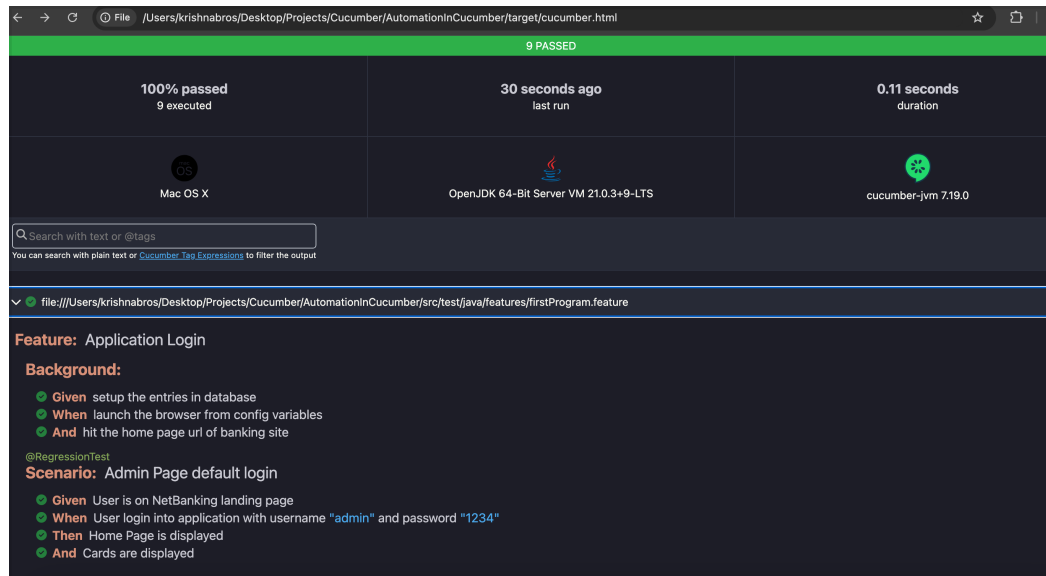 File /Users/krishnabros/Desktop/Projects/Cucumber/AutomationInCucumber/target/cucumber.html
9 PASSED
100% passed
9 executed
30 seconds ago
last run
0.11 seconds
duration
Mac OS X
OpenJDK 64-Bit Server VM 21.0.3+9-LTS
cucumber-jvm 7.19.0
Search with text or @tags
You can search with plain text or Cucumber Tag Expressions to filter the output
file:///Users/krishnabros/Desktop/Projects/Cucumber/AutomationInCucumber/src/test/java/features/firstProgram.feature
Feature: Application Login
Background:
Given setup the entries in database
When launch the browser from config variables
And hit the home page url of banking site
@RegressionTest
Scenario: Admin Page default login
Given User is on NetBanking landing page
When User login into application with username "admin" and password "1234"
Then Home Page is displayed
And Cards are displayed